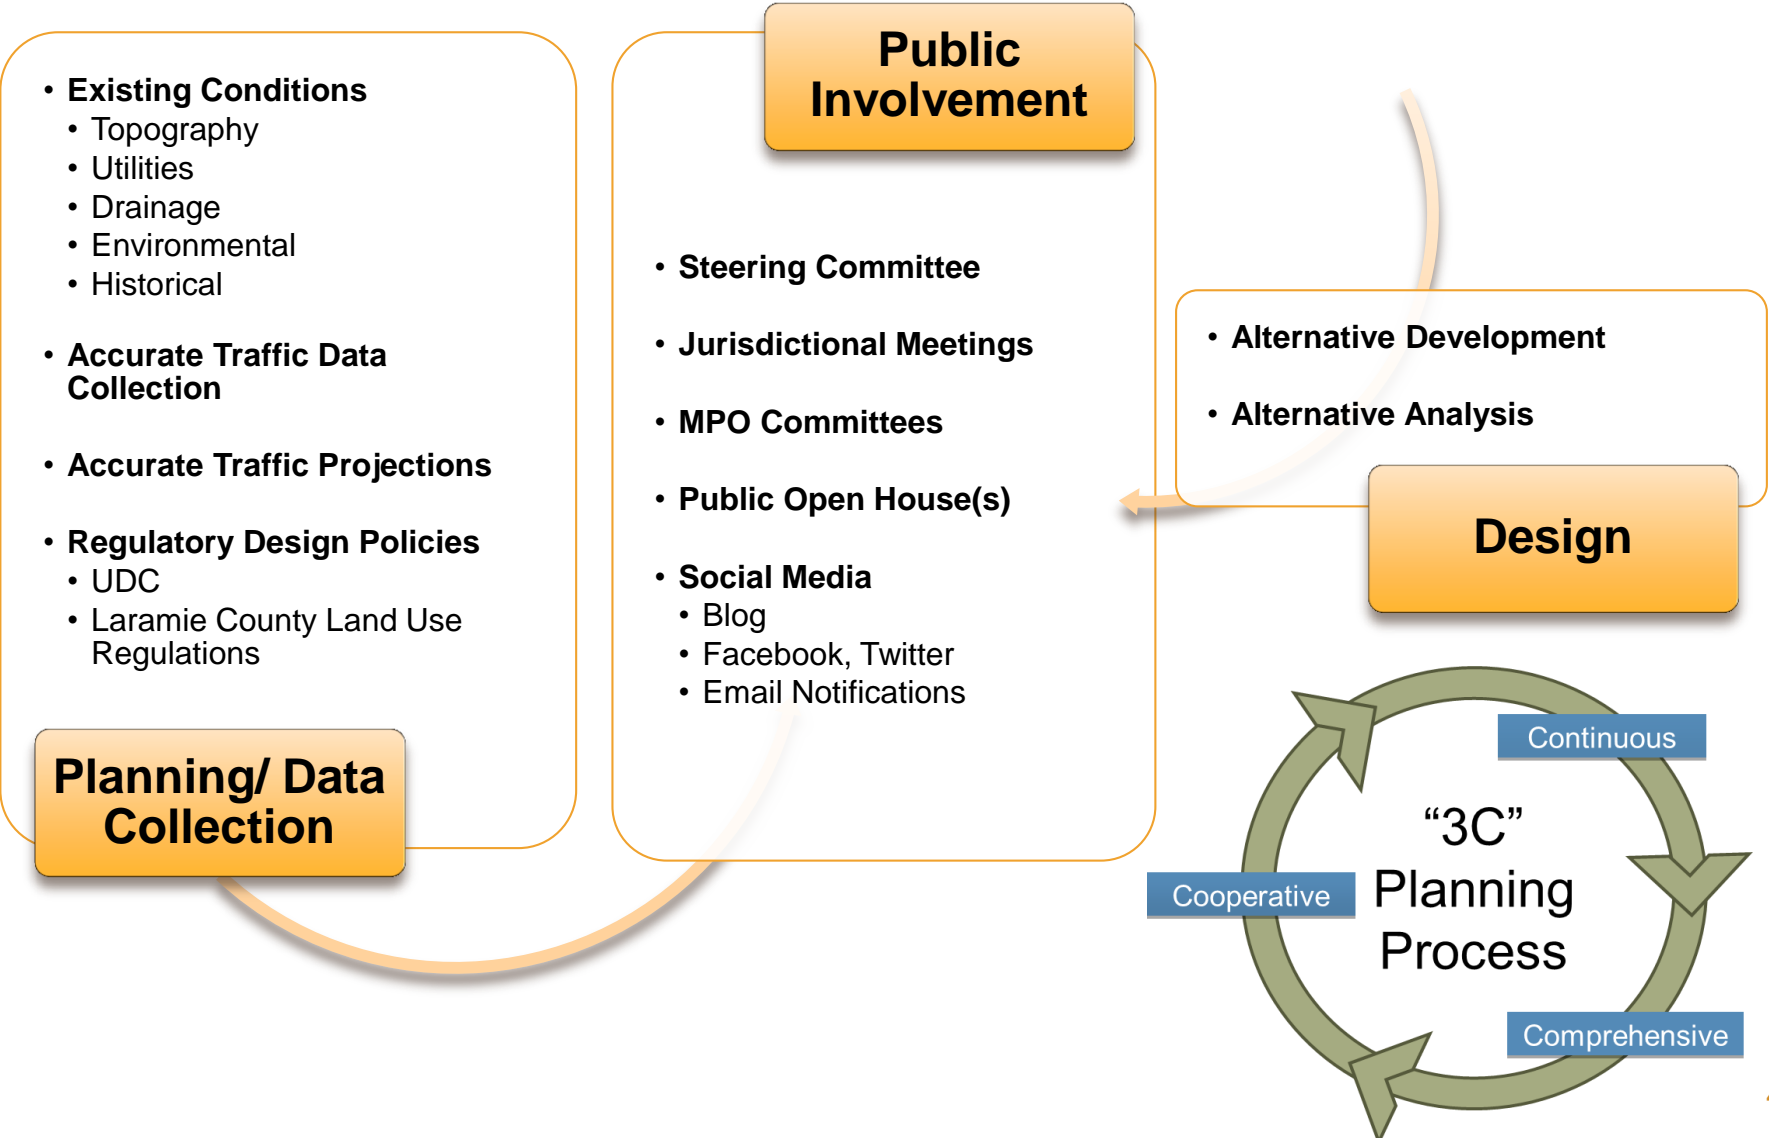 • Existing Conditions
• Topography
• Utilities
• Drainage
• Environmental
• Historical
• Accurate Traffic Data
Collection
• Accurate Traffic Projections
• Regulatory Design Policies
• UDC
• Laramie County Land Use
Regulations
Planning/ Data
Collection
Public
Involvement
• Steering Committee
• Jurisdictional Meetings
• MPO Committees
• Public Open House(s)
• Social Media
• Blog
• Facebook, Twitter
• Email Notifications
• Alternative Development
• Alternative Analysis
Design
Continuous
“3C”
Planning
Process
Cooperative
Comprehensive